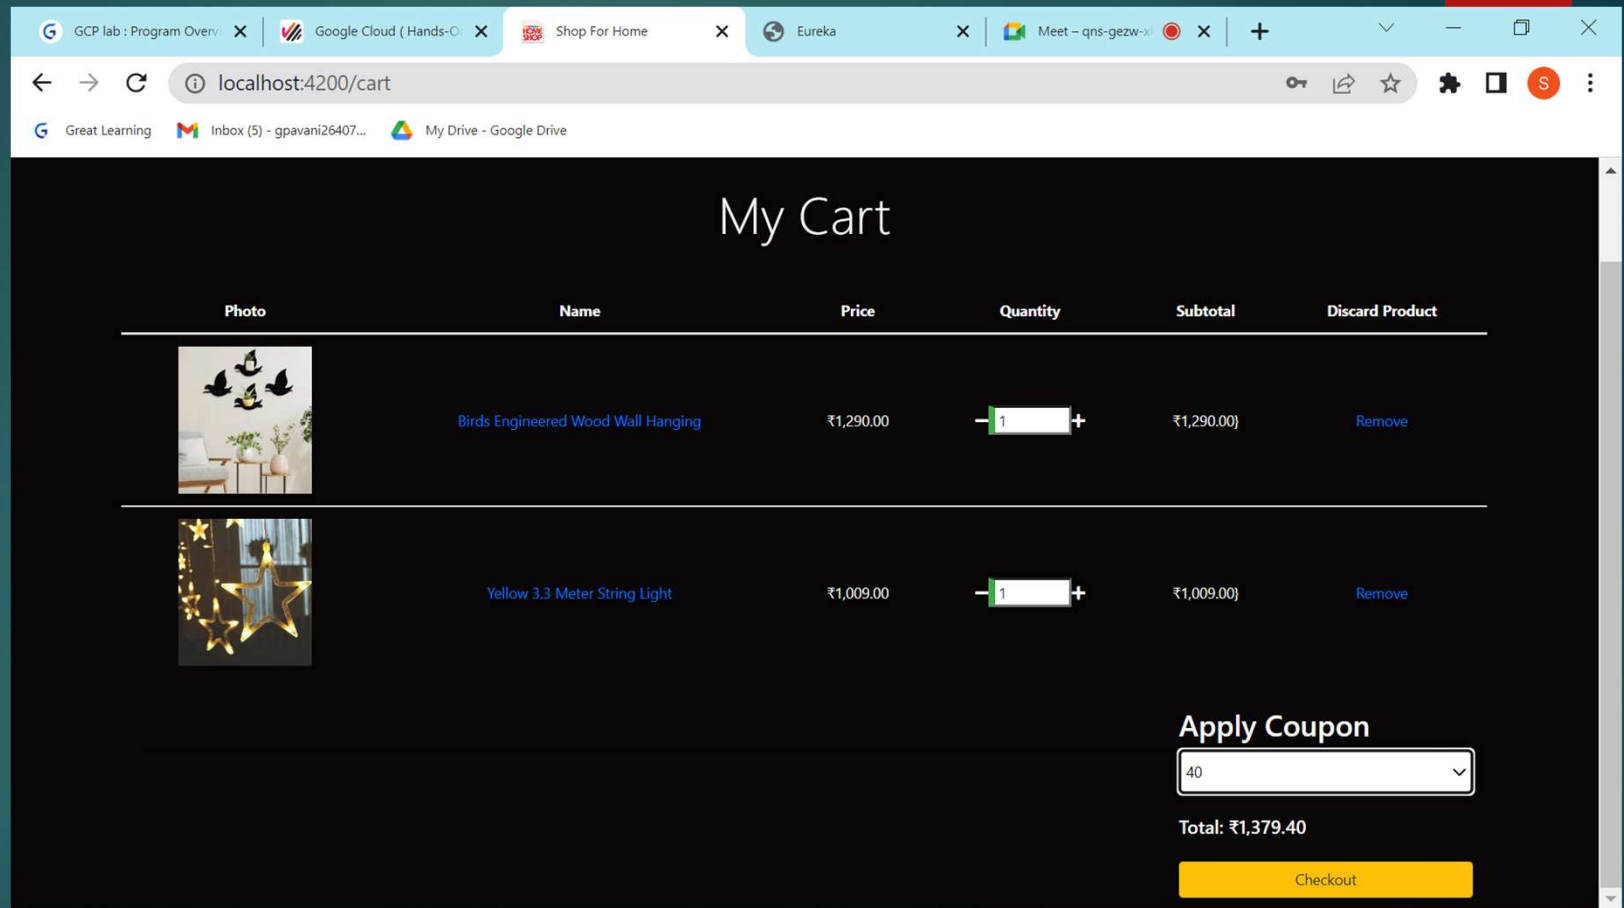 GCP lab : Program Overv
Google Cloud ( Hands-O
Shop For Home
Eureka
Meet – qns-gezw-x
localhost:4200/cart
S
Great Learning
Inbox (5) - gpavani26407...
My Drive - Google Drive
My Cart
Photo Name Price Quantity Subtotal Discard Product
Birds Engineered Wood Wall Hanging ₹1,290.00 1 ₹1,290.00} Remove
Yellow 3.3 Meter String Light ₹1,009.00 1 ₹1,009.00} Remove
Apply Coupon
40
Total: ₹1,379.40
Checkout